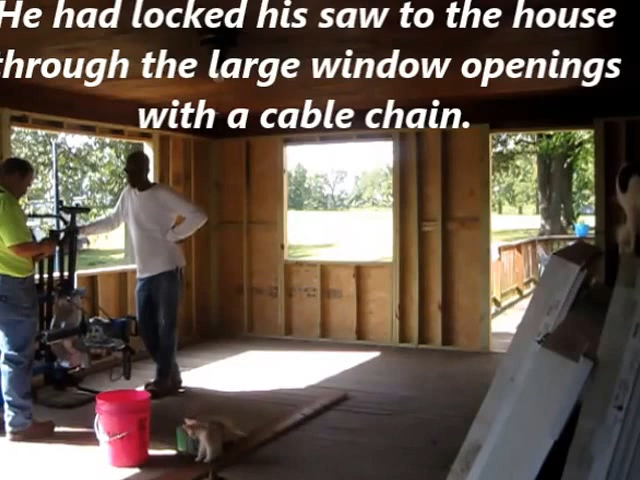 He had locked his saw to the house
through the large window openings
with a cable chain.